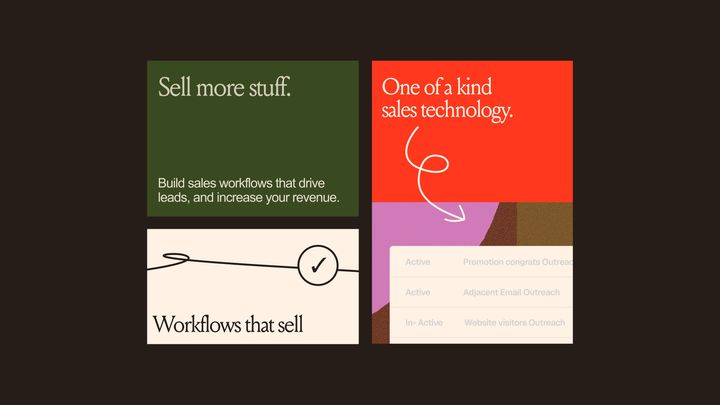 Sell more stuff.
Build sales workflows that drive
leads, and increase your revenue.
Workflows that sell
One of a kind
sales technology.
Active Promotion congrats Outreac
Active Adjacent Email Outreach
In- Active Website visitors Outreach